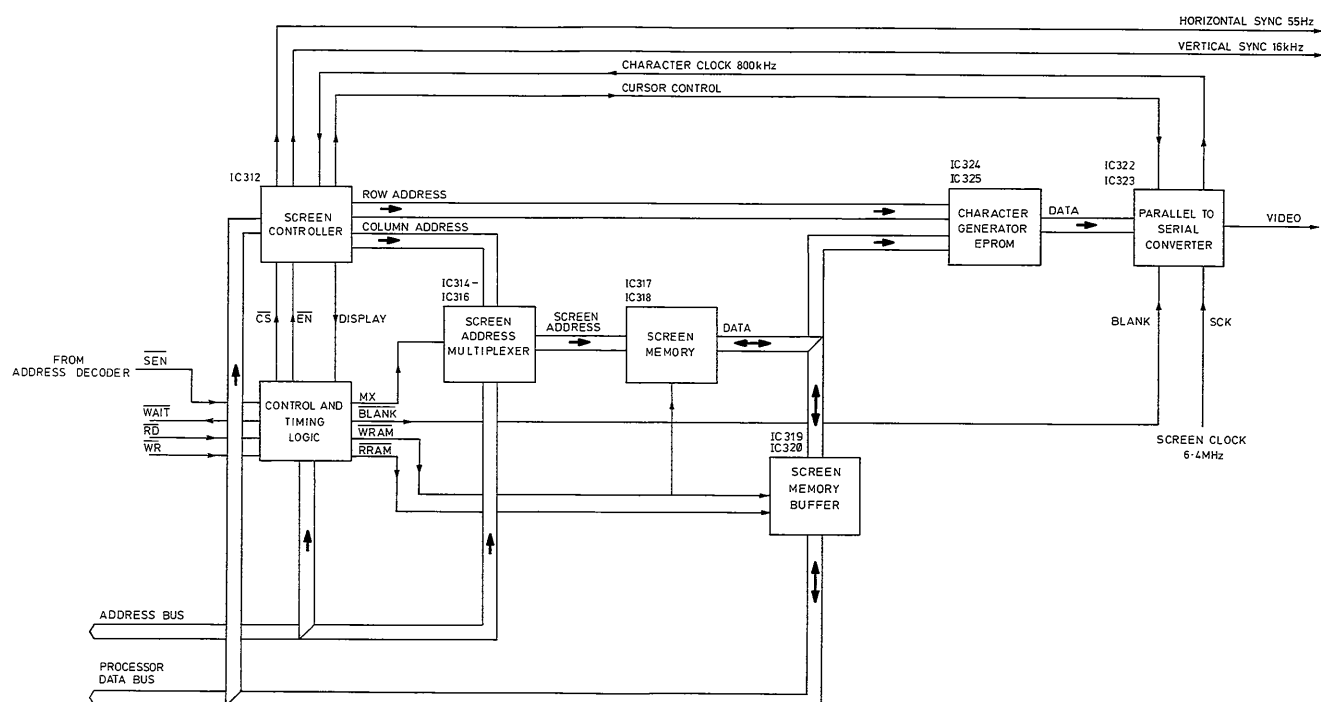 HORIZONTAL SYNC 55Hz
VERTICAL SYNC 16kHz
CHARACTER CLOCK 800kHz
CURSOR CONTROL
IC312
SCREEN
CONTROLLER
ROW ADDRESS
COLUMN ADDRESS
IC324
IC325
CHARACTER
GENERATOR
EPROM
DATA
IC322
IC323
PARALLEL TO
SERIAL
CONVERTER
VIDEO
CS
EN
DISPLAY
IC314-
IC316
SCREEN
ADDRESS
MULTIPLEXER
SCREEN
ADDRESS
IC317
IC318
SCREEN
MEMORY
DATA
BLANK
SCK
FROM
ADDRESS DECODER
SEN
WAIT
RD
WR
CONTROL AND
TIMING
LOGIC
MX
BLANK
WRAM
RRAM
IC319
IC320
SCREEN
MEMORY
BUFFER
SCREEN CLOCK
6·4MHz
ADDRESS BUS
PROCESSOR
DATA BUS